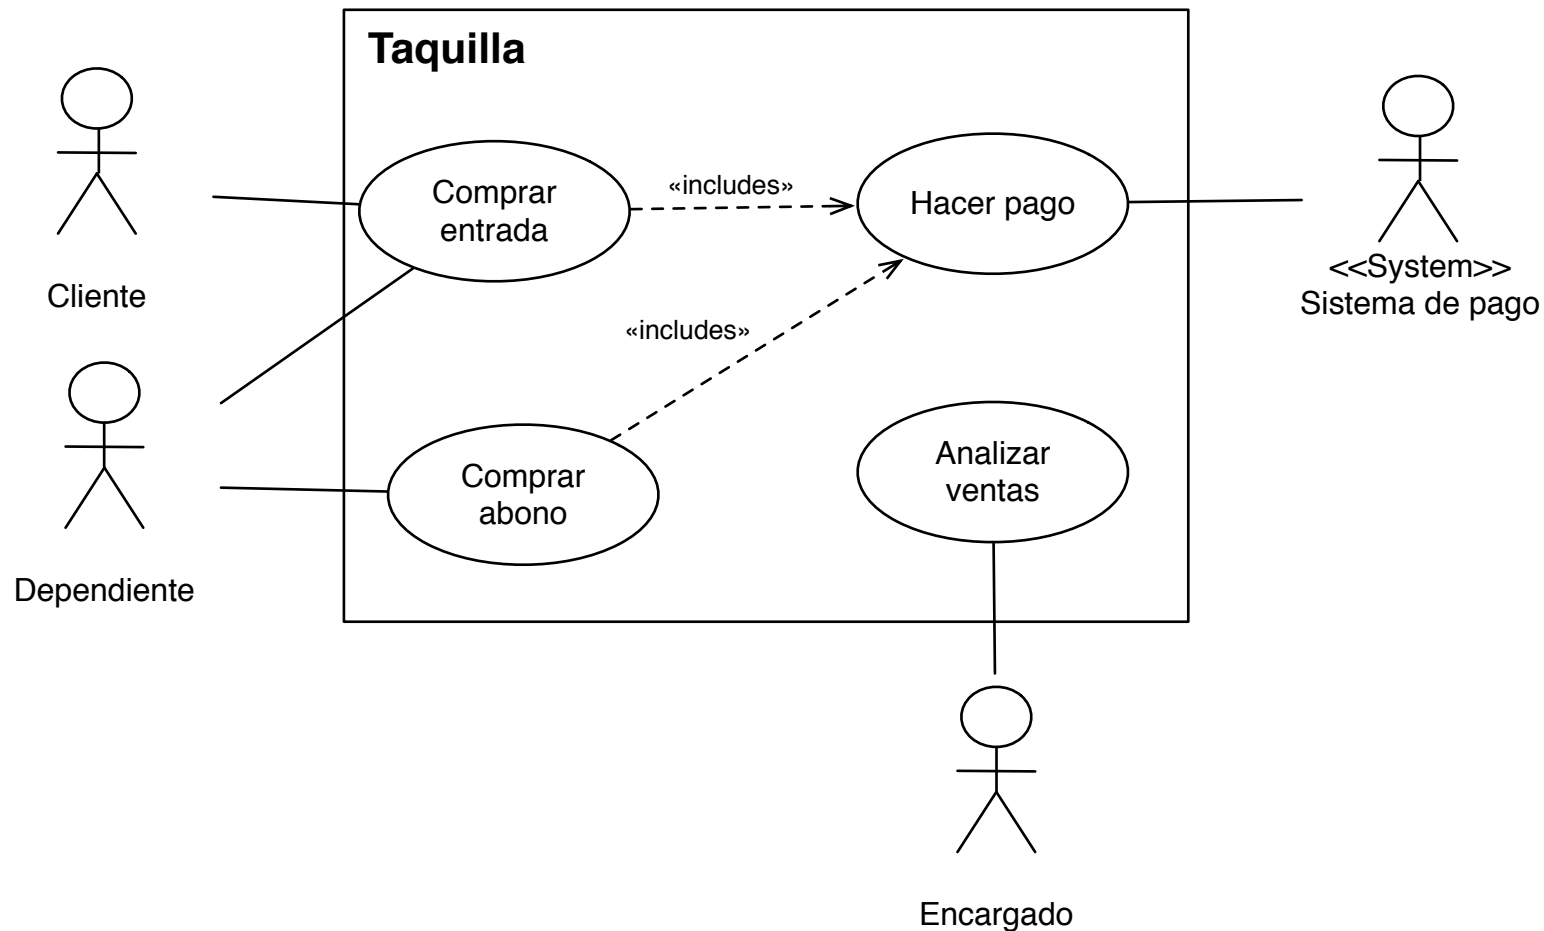 Taquilla
Comprar
entrada
«includes»
Hacer pago
<<System>>
Sistema de pago
Cliente
«includes»
Comprar
abono
Analizar
ventas
Dependiente
Encargado